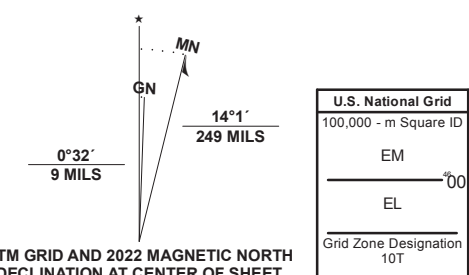 ★
MN
GN
14°1´
249 MILS
0°32´
9 MILS
TM GRID AND 2022 MAGNETIC NORTH
DECLINATION AT CENTER OF SHEET
U.S. National Grid
100,000 - m Square ID
EM
4600
EL
Grid Zone Designation
10T